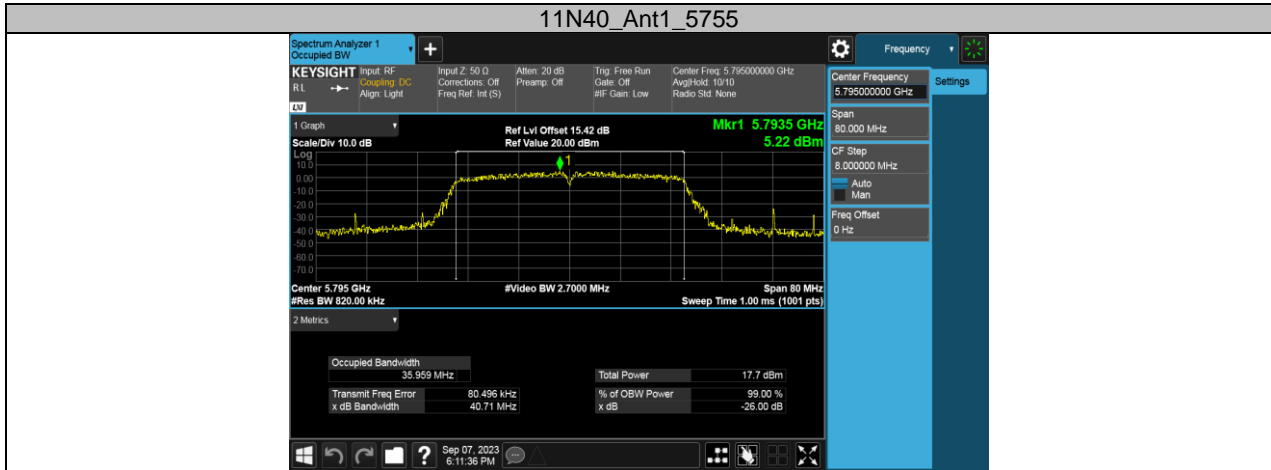 11N40_Ant1_5755
Spectrum Analyzer 1
Occupied BW
Frequency
KEYSIGHT
R L
LXI
Input: RF
Coupling: DC
Align: Light
Input Z: 50 Ω
Corrections: Off
Freq Ref: Int (S)
Atten: 20 dB
Preamp: Off
Trig: Free Run
Gate: Off
#IF Gain: Low
Center Freq: 5.795000000 GHz
Avg|Hold: 10/10
Radio Std: None
Center Frequency
5.795000000 GHz
Settings
Span
80.000 MHz
CF Step
8.000000 MHz
Auto
Man
Freq Offset
0 Hz
1 Graph
Scale/Div 10.0 dB
Ref Lvl Offset 15.42 dB
Ref Value 20.00 dBm
Mkr1 5.7935 GHz
5.22 dBm
Log
10.0
0.00
-10.0
-20.0
-30.0
-40.0
-50.0
-60.0
-70.0
1
Center 5.795 GHz
#Video BW 2.7000 MHz
Span 80 MHz
#Res BW 820.00 kHz
Sweep Time 1.00 ms (1001 pts)
2 Metrics
Occupied Bandwidth
35.959 MHz
Total Power 17.7 dBm
Transmit Freq Error 80.496 kHz
% of OBW Power 99.00 %
x dB Bandwidth 40.71 MHz
x dB -26.00 dB
?
Sep 07, 2023
6:11:36 PM